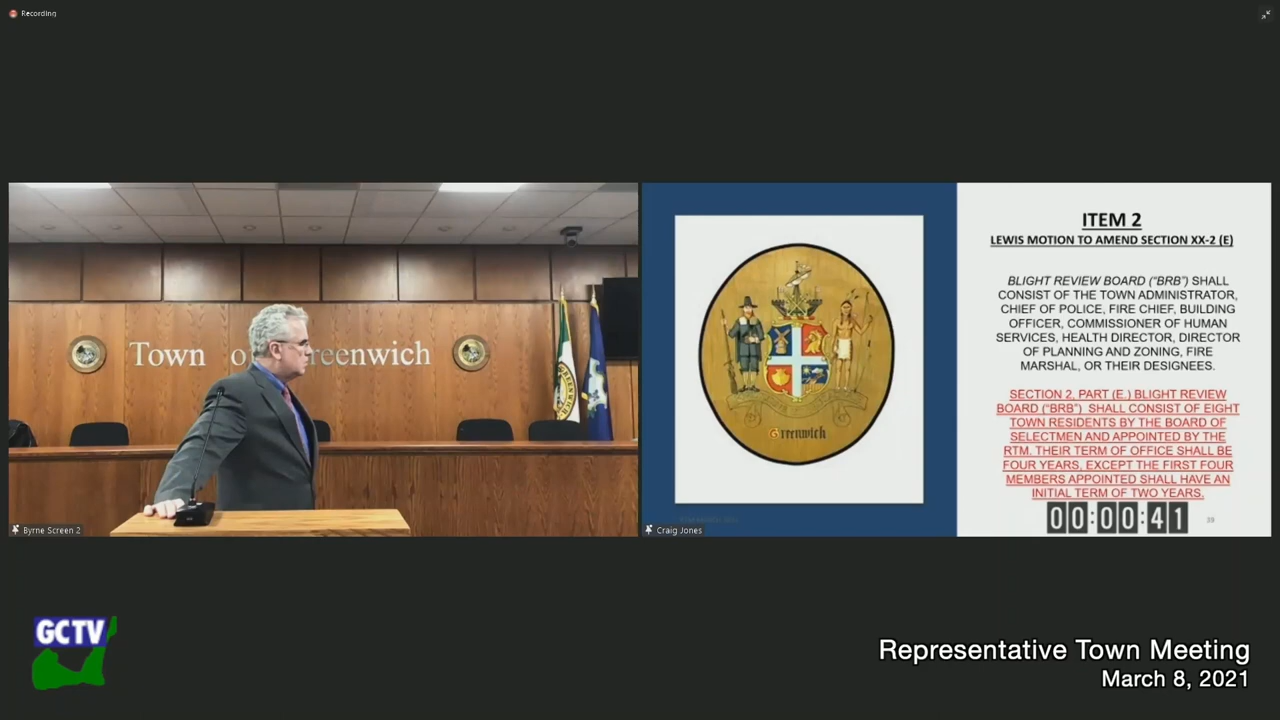 Recording
Town of Greenwich
Byrne Screen 2
Greenwich
Craig Jones
ITEM 2
LEWIS MOTION TO AMEND SECTION XX-2 (E)
BLIGHT REVIEW BOARD ("BRB") SHALL
CONSIST OF THE TOWN ADMINISTRATOR,
CHIEF OF POLICE, FIRE CHIEF, BUILDING
OFFICER, COMMISSIONER OF HUMAN
SERVICES, HEALTH DIRECTOR, DIRECTOR
OF PLANNING AND ZONING, FIRE
MARSHAL, OR THEIR DESIGNEES.
SECTION 2, PART (E.) BLIGHT REVIEW
BOARD ("BRB") SHALL CONSIST OF EIGHT
TOWN RESIDENTS BY THE BOARD OF
SELECTMEN AND APPOINTED BY THE
RTM. THEIR TERM OF OFFICE SHALL BE
FOUR YEARS, EXCEPT THE FIRST FOUR
MEMBERS APPOINTED SHALL HAVE AN
INITIAL TERM OF TWO YEARS.
00:00:41
39
GCTV
Representative Town Meeting
March 8, 2021